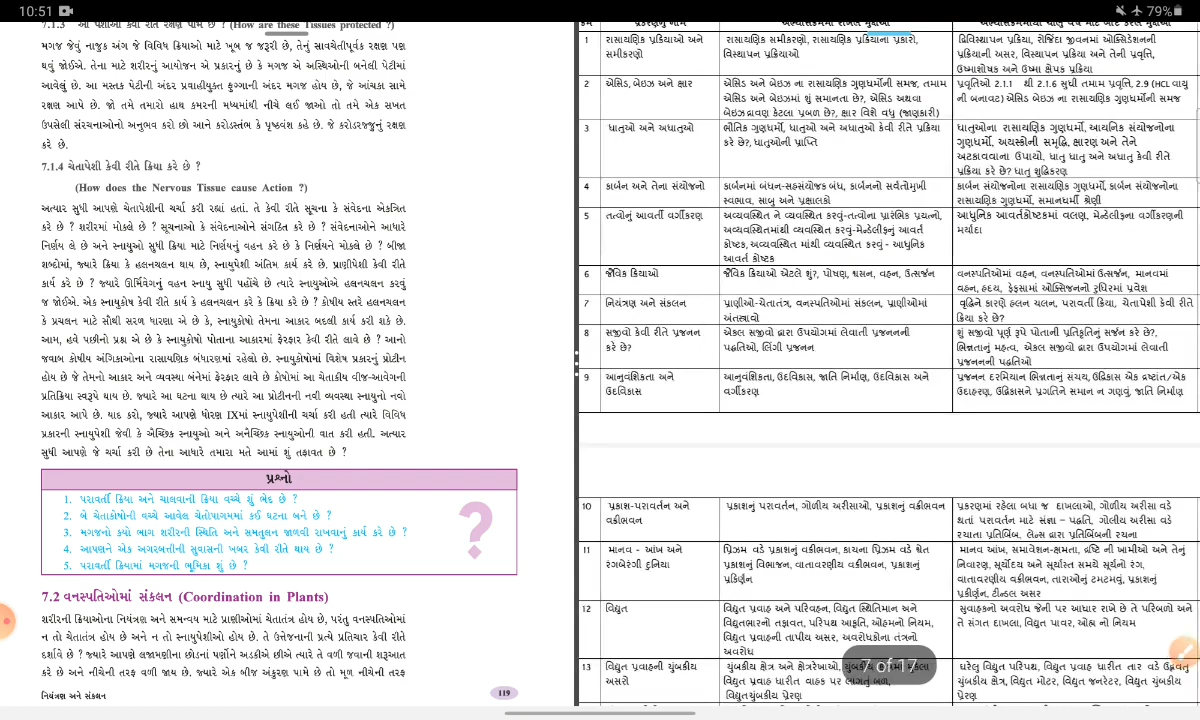 10:51
79%
7.1.3 આ પેશીઓ કેવી રીતે રક્ષણ પામે છે ? (How are these Tissues protected ?)
મગજ જેવું નાજુક અંગ જે વિવિધ ક્રિયાઓ માટે ખૂબ જ જરૂરી છે, તેનું સાવચેતીપૂર્વક રક્ષણ પણ
થવું જોઈએ. તેના માટે શરીરનું આયોજન એ પ્રકારનું છે કે મગજ એ અસ્થિઓની બનેલી પેટીમાં
આવેલું છે. આ મસ્તક પેટીની અંદર પ્રવાહીયુક્ત ફુગ્ગાની અંદર મગજ હોય છે, જે આંચકા સામે
રક્ષણ આપે છે. જો તમે તમારો હાથ કમરની મધ્યમાંથી નીચે લઈ જાઓ તો તમે એક સખત
ઉપસેલી સંરચનાઓનો અનુભવ કરો છો આને કરોડસ્તંભ કે પૃષ્ઠવંશ કહે છે. જે કરોડરજ્જુનું રક્ષણ
કરે છે.
7.1.4 ચેતાપેશી કેવી રીતે ક્રિયા કરે છે ?
(How does the Nervous Tissue cause Action ?)
અત્યાર સુધી આપણે ચેતાપેશીની ચર્ચા કરી રહ્યાં હતાં. તે કેવી રીતે સૂચના કે સંવેદના એકત્રિત
કરે છે ? શરીરમાં મોકલે છે ? સૂચનાઓ કે સંવેદનાઓને સંગઠિત કરે છે ? સંવેદનાઓને આધારે
નિર્ણય લે છે અને સ્નાયુઓ સુધી ક્રિયા માટે નિર્ણયનું વહન કરે છે કે નિર્ણયને મોકલે છે ? બીજા
શબ્દોમાં, જ્યારે ક્રિયા કે હલનચલન થાય છે, સ્નાયુપેશી અંતિમ કાર્ય કરે છે. પ્રાણીપેશી કેવી રીતે
કાર્ય કરે છે ? જ્યારે ઊર્મિવેગનું વહન સ્નાયુ સુધી પહોંચે છે ત્યારે સ્નાયુઓએ હલનચલન કરવું
જ જોઈએ. એક સ્નાયુકોષ કેવી રીતે કાર્ય કરે છે કે હલનચલન કરે કે ક્રિયા કરે છે ? કોષીય સ્તરે હલનચલન
કે પ્રચલન માટે સૌથી સરળ ધારણા એ છે કે, સ્નાયુકોષો તેમના આકાર બદલી કાર્ય કરી શકે છે.
આમ, હવે પછીનો પ્રશ્ન એ છે કે સ્નાયુકોષો પોતાના આકારમાં ફેરફાર કેવી રીતે લાવે છે ? આનો
જવાબ કોષીય અંગિકાઓના રાસાયણિક બંધારણમાં રહેલો છે. સ્નાયુકોષોમાં વિશેષ પ્રકારનું પ્રોટીન
હોય છે જે તેમનો આકાર અને વ્યવસ્થા બંનેમાં ફેરફાર લાવે છે કોષોમાં આ ચેતાકીય વીજ-આવેગની
પ્રતિક્રિયા સ્વરૂપે થાય છે. જ્યારે આ ઘટના થાય છે ત્યારે આ પ્રોટીનની નવી વ્યવસ્થા સ્નાયુનો નવો
આકાર આપે છે. યાદ કરો, જ્યારે આપણે ધોરણ IXમાં સ્નાયુપેશીની ચર્ચા કરી હતી ત્યારે વિવિધ
પ્રકારની સ્નાયુપેશી જેવી કે ઐચ્છિક સ્નાયુઓ અને અનૈચ્છિક સ્નાયુઓની વાત કરી હતી. અત્યાર
સુધી આપણે જે ચર્ચા કરી છે તેના આધારે તમારા મતે આમાં શું તફાવત છે ?
પ્રશ્નો
1. પરાવર્તી ક્રિયા અને ચાલવાની ક્રિયા વચ્ચે શું ભેદ છે ?
2. બે ચેતાકોષોની વચ્ચે આવેલ ચેતોપાગમમાં કઈ ઘટના બને છે ?
3. મગજનો કયો ભાગ શરીરની સ્થિતિ અને સમતુલન જાળવી રાખવાનું કાર્ય કરે છે ?
4. આપણને એક અગરબત્તીની સુવાસની ખબર કેવી રીતે થાય છે ?
5. પરાવર્તી ક્રિયામાં મગજની ભૂમિકા શું છે ?
?
7.2 વનસ્પતિઓમાં સંકલન (Coordination in Plants)
શરીરની ક્રિયાઓના નિયંત્રણ અને સમન્વય માટે પ્રાણીઓમાં ચેતાતંત્ર હોય છે, પરંતુ વનસ્પતિઓમાં
ન તો ચેતાતંત્ર હોય છે અને ન તો સ્નાયુપેશીઓ હોય છે. તે ઉત્તેજનાની પ્રત્યે પ્રતિચાર કેવી રીતે
દર્શાવે છે ? જ્યારે આપણે લજામણીના છોડનાં પર્ણોને અડકીએ છીએ ત્યારે તે વળી જવાની શરૂઆત
કરે છે અને નીચેની તરફ વળી જાય છે. જ્યારે એક બીજ અંકુરણ પામે છે તો મૂળ નીચેની તરફ
નિયંત્રણ અને સંકલન
119
ક્રમ પ્રકરણનું નામ અભ્યાસક્રમમાં રાખેલ મુદ્દાઓ
1 રાસાયણિક પ્રક્રિયાઓ અને સમીકરણો
રાસાયણિક સમીકરણો, રાસાયણિક પ્રક્રિયાના પ્રકારો,
વિસ્થાપન પ્રક્રિયાઓ
દ્વિવિસ્થાપન પ્રક્રિયા, રોજિંદા જીવનમાં ઓક્સિડેશનની
પ્રક્રિયાની અસર, વિસ્થાપન પ્રક્રિયા અને તેની પ્રવૃત્તિ,
ઉષ્માશોષક અને ઉષ્મા ક્ષેપક પ્રક્રિયા
2 એસિડ, બેઇઝ અને ક્ષાર
એસિડ અને બેઇઝ ના રાસાયણિક ગુણધર્મોની સમજ, તમામ
એસિડ અને બેઇઝમાં શું સમાનતા છે?, એસિડ અથવા
બેઇઝ દ્રાવણ કેટલા પ્રબળ છે?, ક્ષાર વિશે વધુ (જાણકારી)
પ્રવૃતિઓ 2.1.1 થી 2.1.6 સુધી તમામ પ્રવૃત્તિ, 2.9 (HCL વાયુ
ની બનાવટ) એસિડ બેઇઝ ના રાસાયણિક ગુણધર્મોની સમજ
3 ધાતુઓ અને અધાતુઓ
ભૌતિક ગુણધર્મો, ધાતુઓ અને અધાતુઓ કેવી રીતે પ્રક્રિયા
કરે છે?, ધાતુઓની પ્રાપ્તિ
ધાતુઓના રાસાયણિક ગુણધર્મો, આયનિક સંયોજનોના
ગુણધર્મો, અયસ્કોની સમૃદ્ધિ, ક્ષારણ અને તેને
અટકાવવાના ઉપાયો, ધાતુ ધાતુ અને અધાતુ કેવી રીતે
પ્રક્રિયા કરે છે? ધાતુ શુદ્ધિકરણ
4 કાર્બન અને તેના સંયોજનો
કાર્બનમાં બંધન-સહસંયોજક બંધ, કાર્બનનો સર્વતોમુખી
સ્વભાવ, સાબુ અને પ્રક્ષાલકો
કાર્બન સંયોજનોના રાસાયણિક ગુણધર્મો, કાર્બન સંયોજનોના
રાસાયણિક ગુણધર્મો, સમાનધર્મી શ્રેણી
5 તત્વોનું આવર્તી વર્ગીકરણ
અવ્યવસ્થિત ને વ્યવસ્થિત કરવું-તત્વોના પ્રારંભિક પ્રયત્નો,
અવ્યવસ્થિતમાંથી વ્યવસ્થિત કરવું-મેન્ડેલીફનું આવર્ત
કોષ્ટક, અવ્યવસ્થિત માંથી વ્યવસ્થિત કરવું - આધુનિક
આવર્ત કોષ્ટક
આધુનિક આવર્તકોષ્ટકમાં વલણ, મેન્ડેલીફના વર્ગીકરણની
મર્યાદા
6 જૈવિક ક્રિયાઓ
જૈવિક ક્રિયાઓ એટલે શું?, પોષણ, શ્વસન, વહન, ઉત્સર્જન
વનસ્પતિઓમાં વહન, વનસ્પતિઓમાં ઉત્સર્જન, માનવમાં
વહન, હૃદય, ફેફસામાં ઓક્સિજનનો રુધિરમાં પ્રવેશ
7 નિયંત્રણ અને સંકલન
પ્રાણીઓ-ચેતાતંત્ર, વનસ્પતિઓમાં સંકલન, પ્રાણીઓમાં
અંતસ્ત્રાવો
વૃદ્ધિને કારણે હલન ચલન, પરાવર્તી ક્રિયા, ચેતાપેશી કેવી રીતે
ક્રિયા કરે છે?
8 સજીવો કેવી રીતે પ્રજનન કરે છે?
એકલ સજીવો દ્વારા ઉપયોગમાં લેવાતી પ્રજનનની
પદ્ધતિઓ, લિંગી પ્રજનન
શું સજીવો પૂર્ણ રૂપે પોતાની પ્રતિકૃતિનું સર્જન કરે છે?,
ભિન્નતાનું મહત્વ, એકલ સજીવો દ્વારા ઉપયોગમાં લેવાતી
પ્રજનનની પદ્ધતિઓ
9 આનુવંશિકતા અને ઉદવિકાસ
આનુવંશિકતા, ઉદવિકાસ, જાતિ નિર્માણ, ઉદવિકાસ અને
વર્ગીકરણ
પ્રજનન દરમિયાન ભિન્નતાનું સંચય, ઉદ્વિકાસ એક દ્રષ્ટાંત/એક
ઉદાહરણ, ઉદ્વિકાસને પ્રગતિને સમાન ન ગણવું, જાતિ નિર્માણ
10 પ્રકાશ-પરાવર્તન અને વક્રીભવન
પ્રકાશનું પરાવર્તન, ગોળીય અરીસાઓ, પ્રકાશનું વક્રીભવન
પ્રકરણમાં રહેલા બધા જ દાખલાઓ, ગોળીય અરીસા વડે
થતાં પરાવર્તન માટે સંજ્ઞા – પદ્ધતિ, ગોલીય અરીસા વડે
રચાતા પ્રતિબિંબ, લેન્સ દ્વારા પ્રતિબિંબની રચના
11 માનવ - આંખ અને રંગબેરંગી દુનિયા
પ્રિઝમ વડે પ્રકાશનું વક્રીભવન, કાચના પ્રિઝમ વડે શ્વેત
પ્રકાશનું વિભાજન, વાતાવરણીય વક્રીભવન, પ્રકાશનું
પ્રકિર્ણન
માનવ આંખ, સમાવેશન-ક્ષમતા, દ્રષ્ટિ ની ખામીઓ અને તેનું
નિવારણ, સૂર્યોદય અને સૂર્યાસ્ત સમયે સૂર્યનો રંગ,
વાતાવરણીય વક્રીભવન, તારાઓનું ટમટમવું, પ્રકાશનું
પ્રકીર્ણન, ટીન્ડલ અસર
12 વિદ્યુત
વિદ્યુત પ્રવાહ અને પરિવહન, વિદ્યુત સ્થિતિમાન અને
વિદ્યુતભારનો તફાવત, પરિપથ આકૃતિ, ઓહમનો નિયમ,
વિદ્યુત પ્રવાહની તાપીય અસર, અવરોધકોના તંત્રનો
અવરોધ
સુવાહકનો અવરોધ જેની પર આધાર રાખે છે તે પરિબળો અને
તે સંગત દાખલા, વિદ્યુત પાવર, ઓહ્મ નો નિયમ
13 વિદ્યુત પ્રવાહની ચુંબકીય અસરો
ચુંબકીય ક્ષેત્ર અને ક્ષેત્રરેખાઓ, ચુંબકીય
વિદ્યુત પ્રવાહ ધારીત વાહક પર લાગતું બળ,
વિદ્યુતચુંબકીય પ્રેરણ
ઘરેલુ વિદ્યુત પરિપથ, વિદ્યુત પ્રવાહ ધારીત તાર વડે ઉદ્ભવતુ
ચુંબકીય ક્ષેત્ર, વિદ્યુત મોટર, વિદ્યુત જનરેટર, વિદ્યુતચુંબકીય
પ્રેરણ
7 of 17